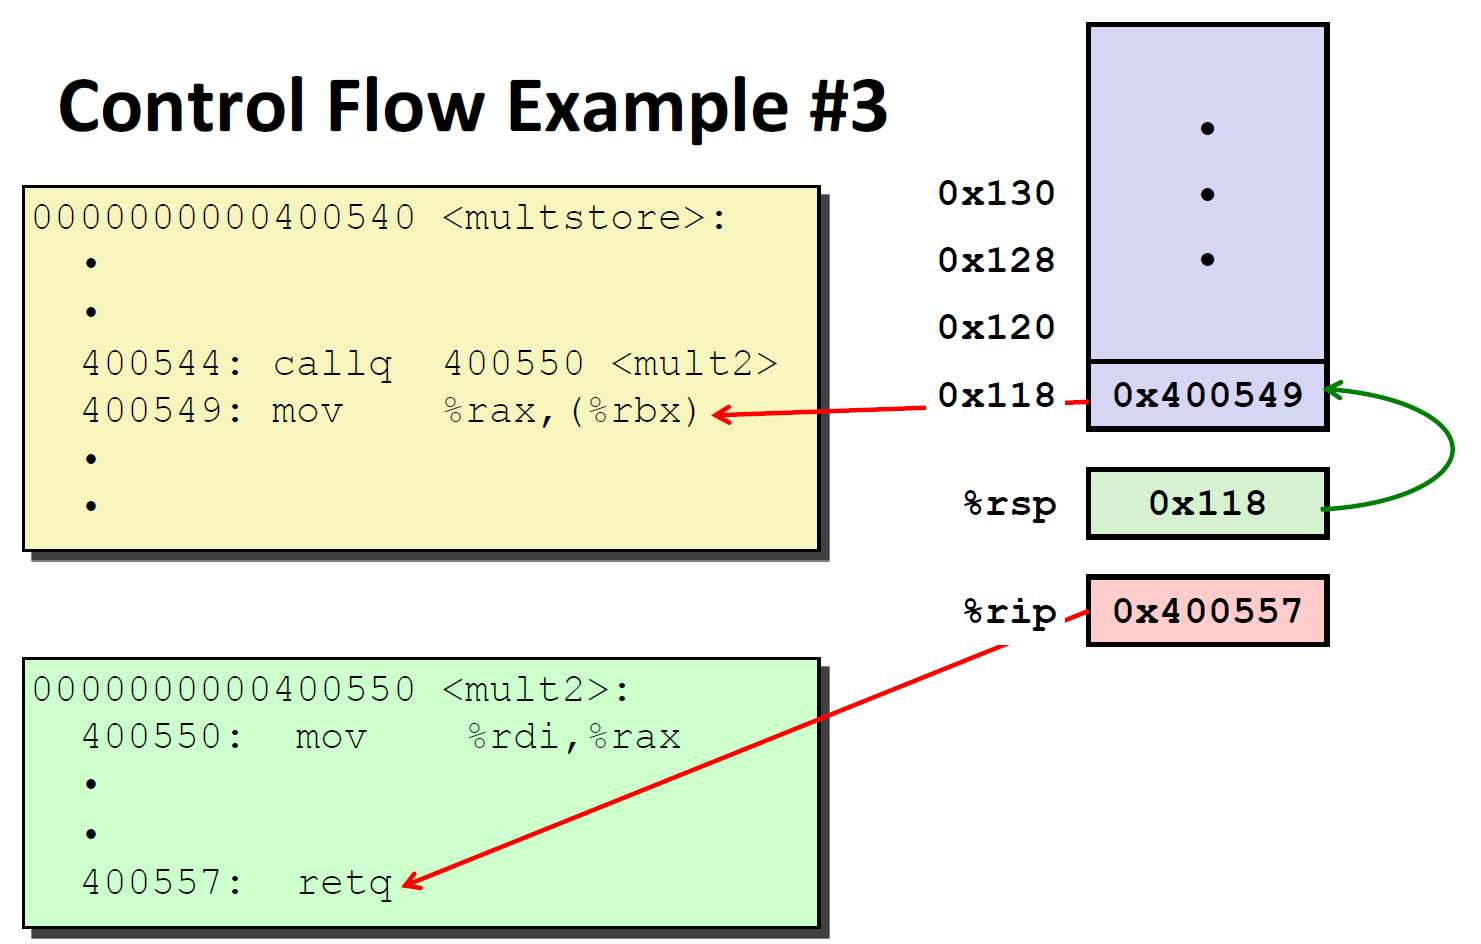 Control Flow Example #3
0000000000400540 <multstore>:
•
•
400544: callq 400550 <mult2>
400549: mov %rax,(%rbx)
•
•
0000000000400550 <mult2>:
400550: mov %rdi,%rax
•
•
400557: retq
•
0x130 •
0x128 •
0x120
0x118 0x400549
%rsp 0x118
%rip 0x400557